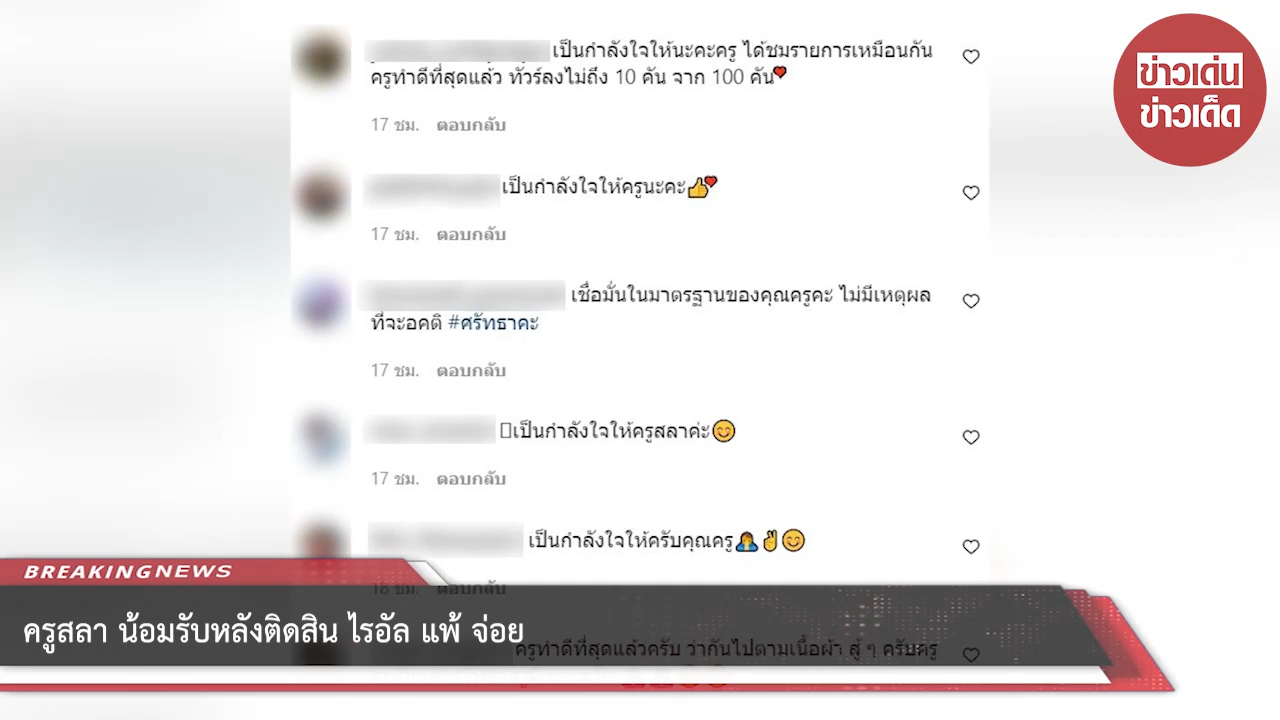 เป็นกำลังใจให้นะคะครู ได้ชมรายการเหมือนกัน
ครูทำดีที่สุดแล้ว ทัวร์ลงไม่ถึง 10 คัน จาก 100 คัน
17 ชม. ตอบกลับ
เป็นกำลังใจให้ครูนะคะ
17 ชม. ตอบกลับ
เชื่อมั่นในมาตรฐานของคุณครูคะ ไม่มีเหตุผล
ที่จะอคติ #ศรัทธาคะ
17 ชม. ตอบกลับ
เป็นกำลังใจให้ครูสลาค่ะ
17 ชม. ตอบกลับ
เป็นกำลังใจให้ครับคุณครู
18 ชม. ตอบกลับ
ครูทำดีที่สุดแล้วครับ ว่ากันไปตามเนื้อผ้า สู้ ๆ ครับครู
ข่าวเด่น
ข่าวเด็ด
BREAKING NEWS
ครูสลา น้อมรับหลังติดสิน ไรอัล แพ้ จ่อย